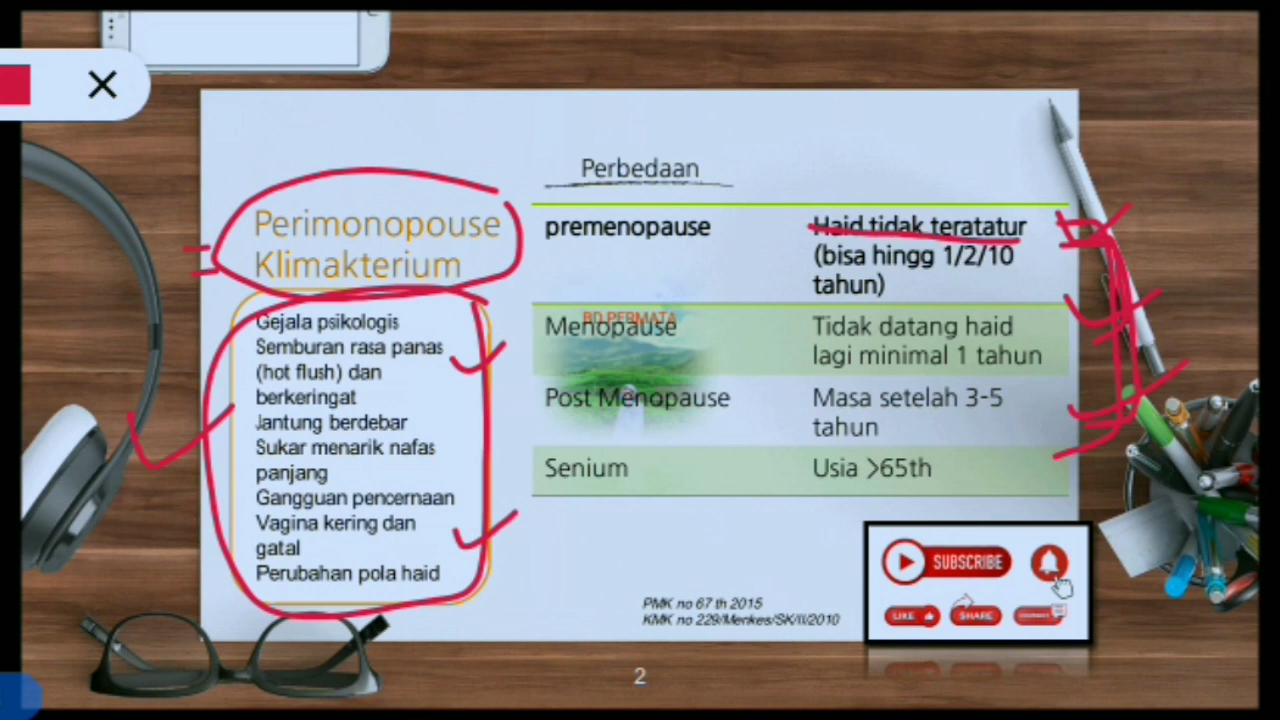 Perbedaan
Perimonopouse
Klimakterium
Gejala psikologis
Semburan rasa panas
(hot flush) dan
berkeringat
Jantung berdebar
Sukar menarik nafas
panjang
Gangguan pencernaan
Vagina kering dan
gatal
Perubahan pola haid
premenopause
Haid tidak teratatur
(bisa hingg 1/2/10
tahun)
BD PERMATA
Menopause
Tidak datang haid
lagi minimal 1 tahun
Post Menopause
Masa setelah 3-5
tahun
Senium
Usia >65th
PMK no 67 th 2015
KMK no 229/Menkes/SK/II/2010
SUBSCRIBE
LIKE
SHARE
2